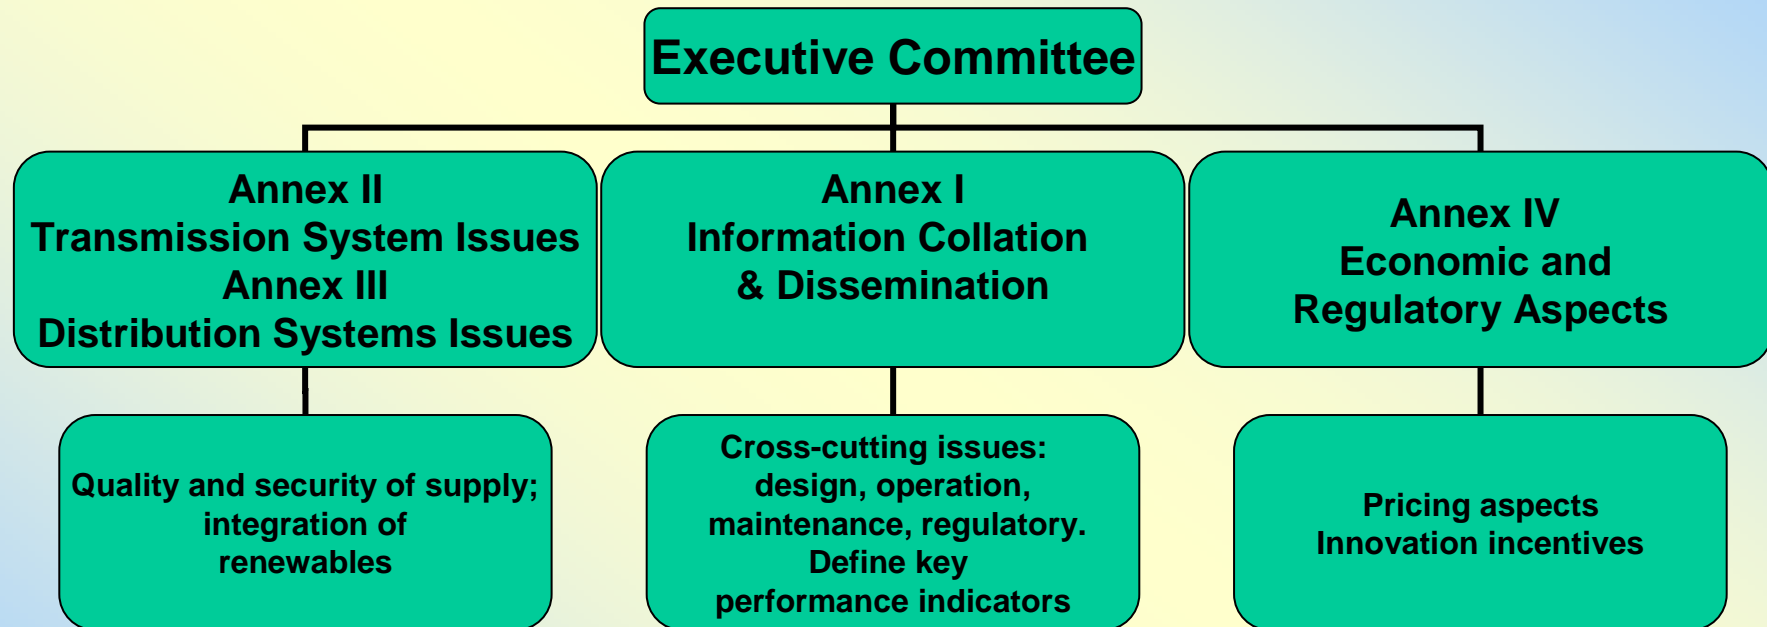 Executive Committee
Annex II
Transmission System Issues
Annex III
Distribution Systems Issues
Annex I
Information Collation
& Dissemination
Annex IV
Economic and
Regulatory Aspects
Quality and security of supply;
integration of
renewables
Cross-cutting issues:
design, operation,
maintenance, regulatory.
Define key
performance indicators
Pricing aspects
Innovation incentives